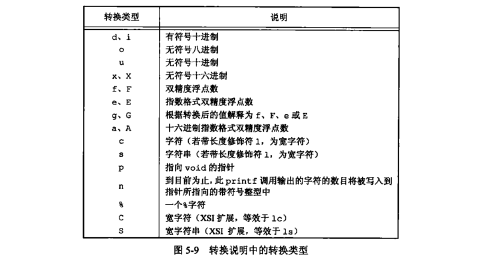 转换类型 说明
d、i 有符号十进制
o 无符号八进制
u 无符号十进制
x、X 无符号十六进制
f、F 双精度浮点数
e、E 指数格式双精度浮点数
g、G 根据转换后的值解释为 f、F、e 或 E
a、A 十六进制指数格式双精度浮点数
c 字符（若带长度修饰符 l，为宽字符）
s 字符串（若带长度修饰符 l，为宽字符）
p 指向 void 的指针
n 到目前为止，此 printf 调用输出的字符的数目将被写入到
指针所指向的带符号整型中
% 一个%字符
C 宽字符（XSI 扩展，等效于 lc）
S 宽字符串（XSI 扩展，等效于 ls）
图 5-9 转换说明中的转换类型